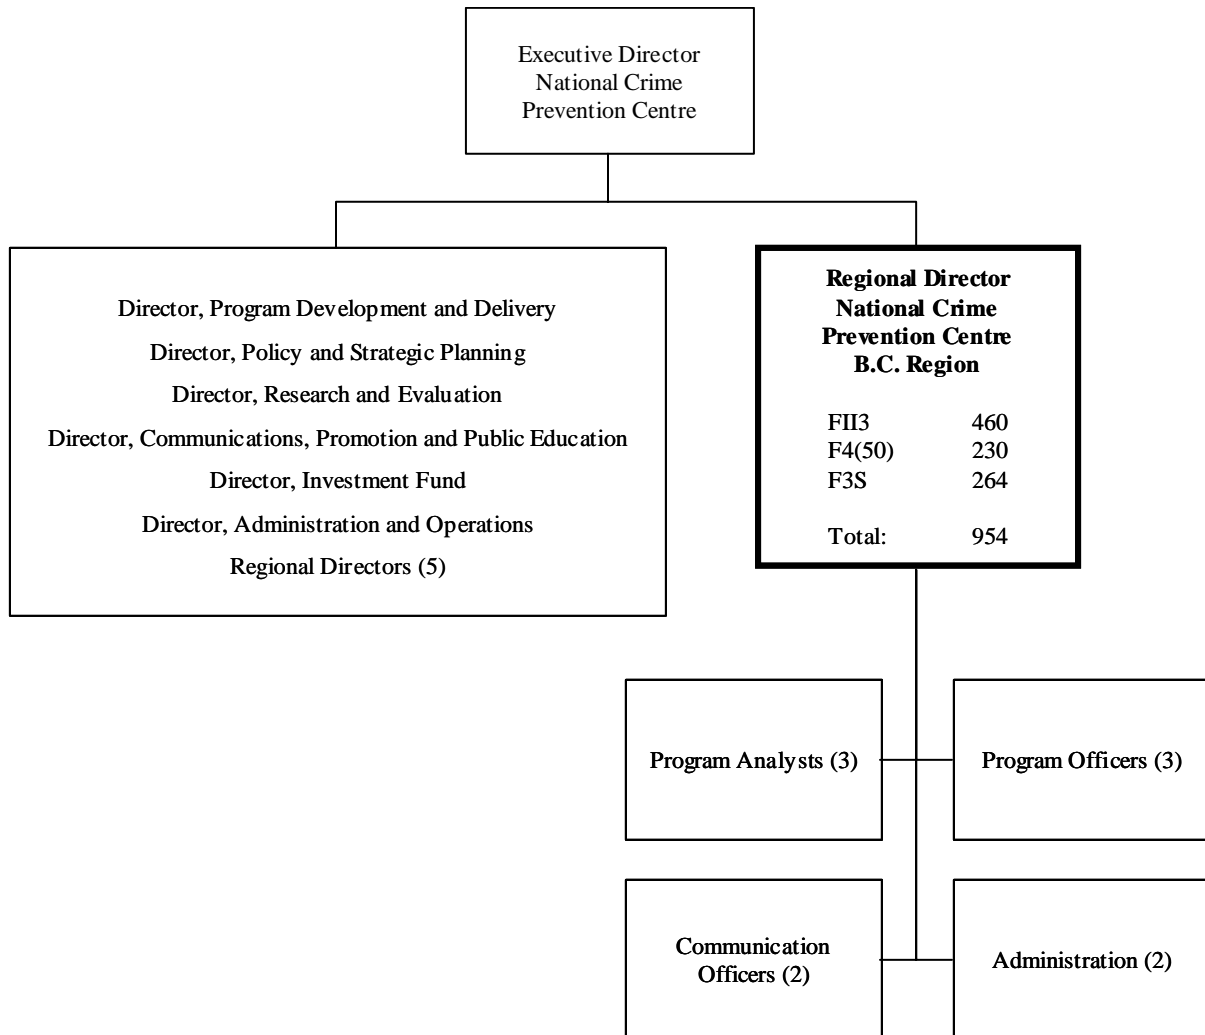 Executive Director
National Crime
Prevention Centre
Director, Program Development and Delivery
Director, Policy and Strategic Planning
Director, Research and Evaluation
Director, Communications, Promotion and Public Education
Director, Investment Fund
Director, Administration and Operations
Regional Directors (5)
Regional Director
National Crime
Prevention Centre
B.C. Region
FII3 460
F4(50) 230
F3S 264
Total: 954
Program Analysts (3)
Program Officers (3)
Communication
Officers (2)
Administration (2)